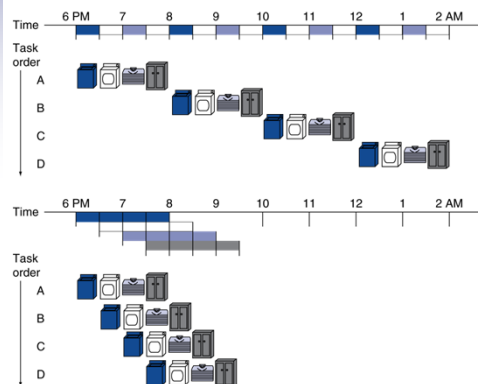 6 PM 7 8 9 10 11 12 1 2 AM
Time
Task
order
A
B
C
D
6 PM 7 8 9 10 11 12 1 2 AM
Time
Task
order
A
B
C
D